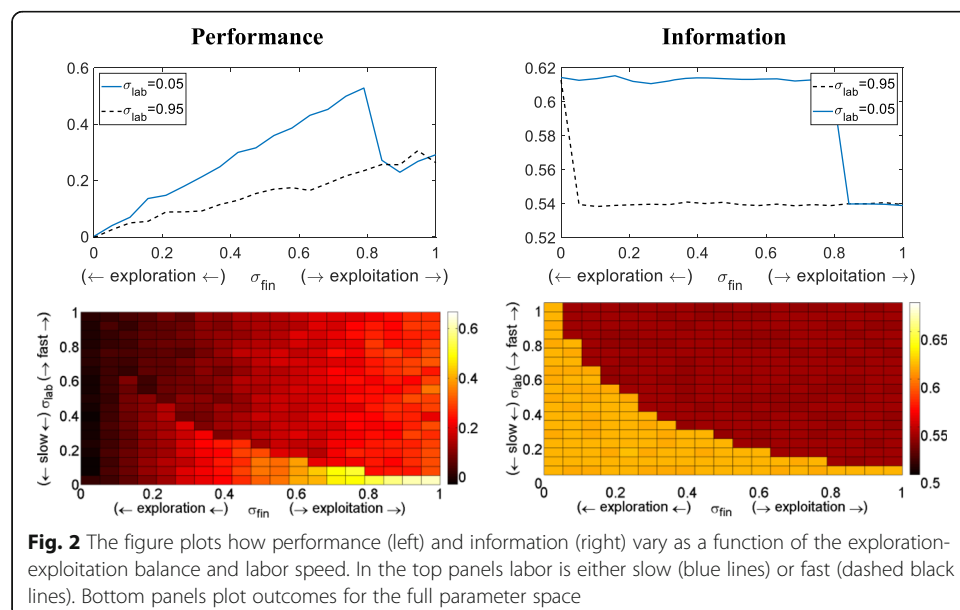 Performance
0.6
0.4
0.2
0
σlab=0.05
σlab=0.95
0 0.2 0.4 0.6 0.8 1
(← exploration ←) σfin (→ exploitation →)
Information
0.62
0.6
0.58
0.56
0.54
0.52
σlab=0.95
σlab=0.05
0 0.2 0.4 0.6 0.8 1
(← exploration ←) σfin (→ exploitation →)
(← slow ←) σlab (→ fast →)
1
0.8
0.6
0.4
0.2
0
0.2 0.4 0.6 0.8 1
(← exploration ←) σfin (→ exploitation →)
0.6
0.4
0.2
0
(← slow ←) σlab (→ fast →)
1
0.8
0.6
0.4
0.2
0
0 0.2 0.4 0.6 0.8 1
(← exploration ←) σfin (→ exploitation →)
0.65
0.6
0.55
0.5
Fig. 2 The figure plots how performance (left) and information (right) vary as a function of the exploration-
exploitation balance and labor speed. In the top panels labor is either slow (blue lines) or fast (dashed black
lines). Bottom panels plot outcomes for the full parameter space